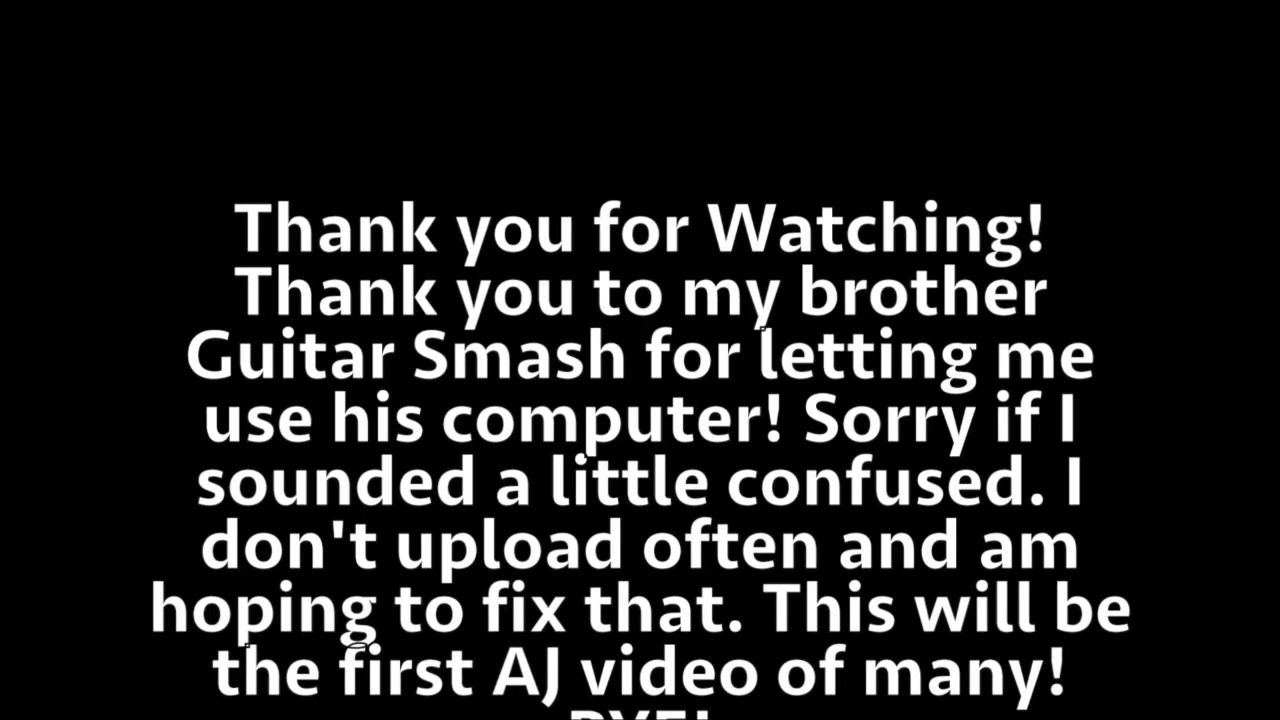 Thank you for Watching!
Thank you to my brother
Guitar Smash for letting me
use his computer! Sorry if I
sounded a little confused. I
don't upload often and am
hoping to fix that. This will be
the first AJ video of many!
BYE!